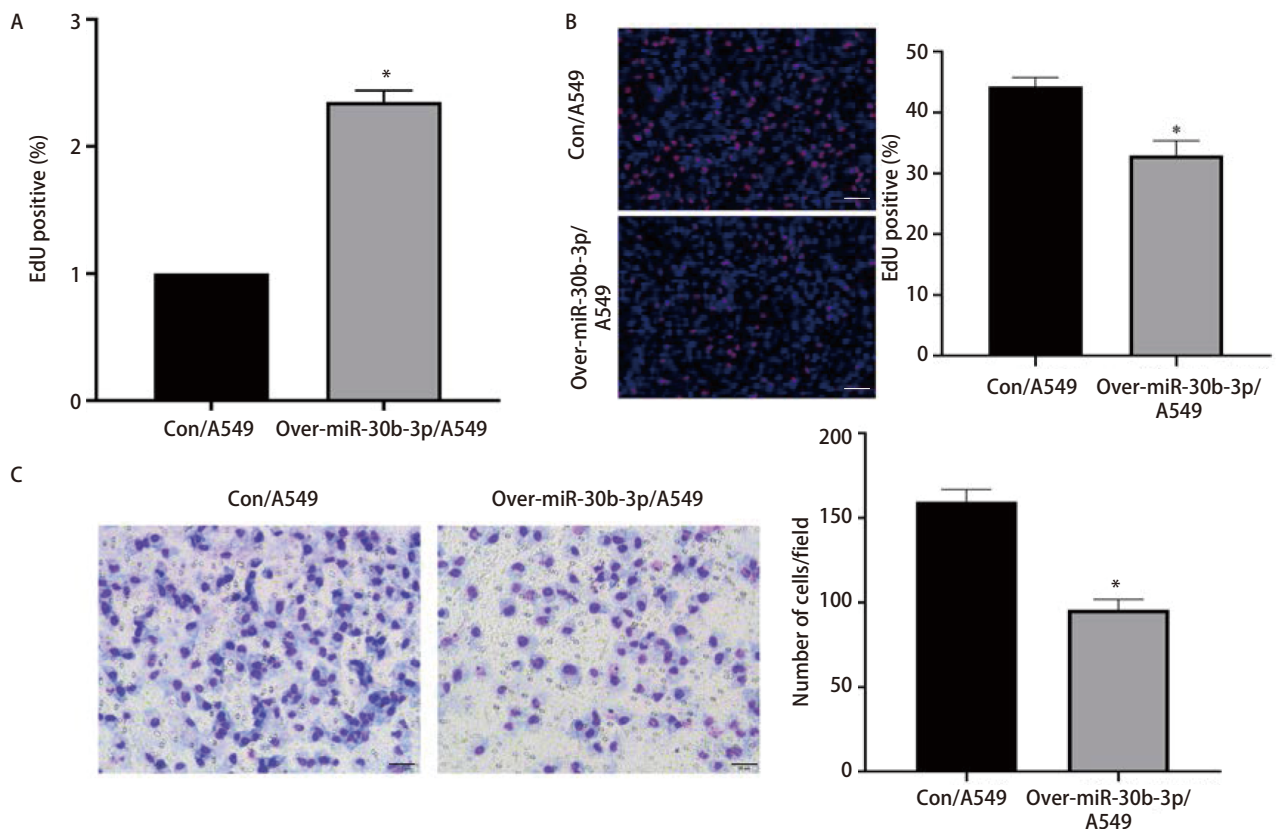 A
EdU positive (%)
3
2
1
0
*
Con/A549
Over-miR-30b-3p/A549
B
Con/A549
Over-miR-30b-3p/
A549
EdU positive (%)
50
40
30
20
10
0
*
Con/A549
Over-miR-30b-3p/
A549
C
Con/A549
Over-miR-30b-3p/A549
Number of cells/field
200
150
100
50
0
*
Con/A549
Over-miR-30b-3p/
A549